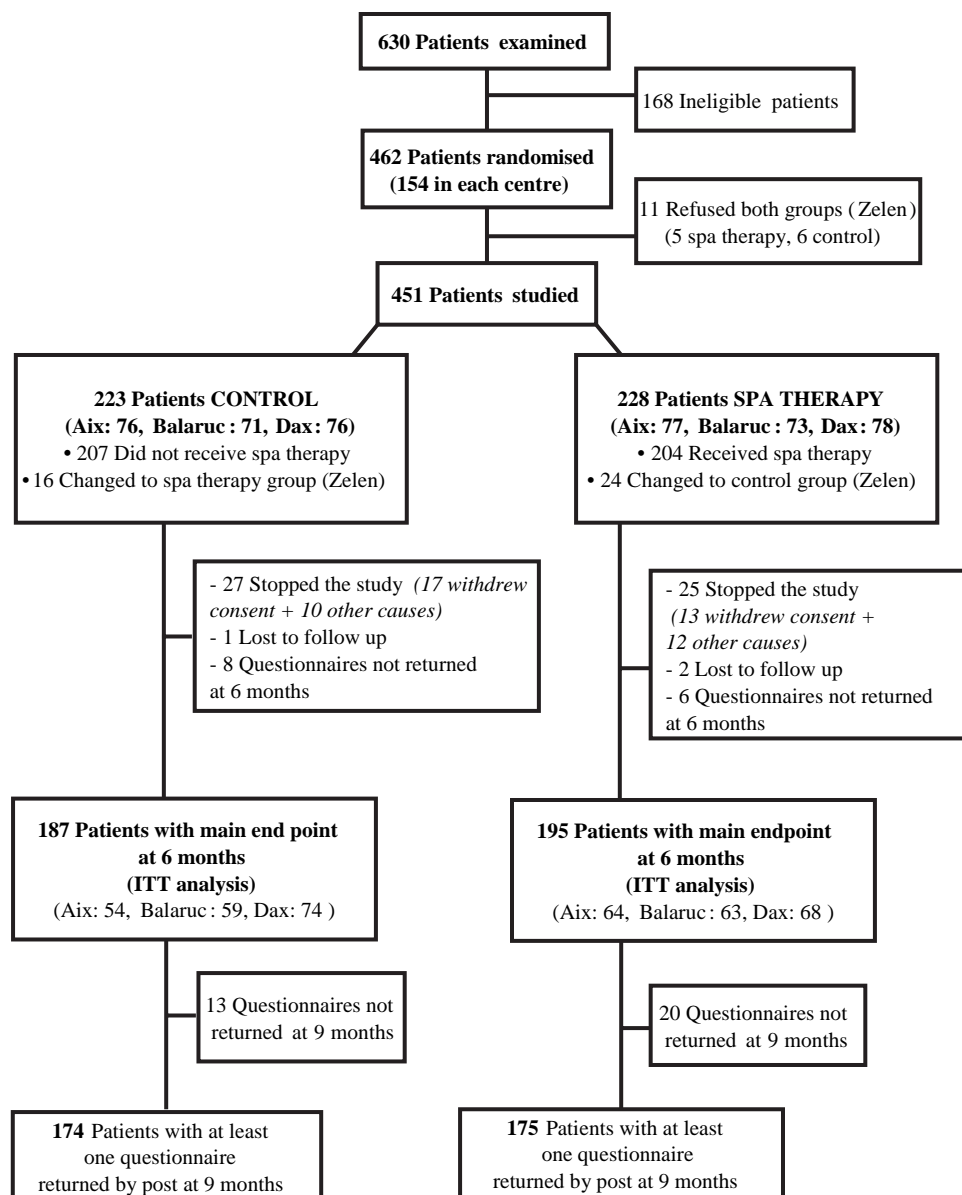 630 Patients examined
168 Ineligible patients
462 Patients randomised
(154 in each centre)
11 Refused both groups (Zelen)
(5 spa therapy, 6 control)
451 Patients studied
223 Patients CONTROL
(Aix: 76, Balaruc: 71, Dax: 76)
• 207 Did not receive spa therapy
• 16 Changed to spa therapy group (Zelen)
228 Patients SPA THERAPY
(Aix: 77, Balaruc: 73, Dax: 78)
• 204 Received spa therapy
• 24 Changed to control group (Zelen)
- 27 Stopped the study (17 withdrew
consent + 10 other causes)
- 1 Lost to follow up
- 8 Questionnaires not returned
at 6 months
- 25 Stopped the study
(13 withdrew consent +
12 other causes)
- 2 Lost to follow up
- 6 Questionnaires not returned
at 6 months
187 Patients with main end point
at 6 months
(ITT analysis)
(Aix: 54, Balaruc: 59, Dax: 74 )
195 Patients with main endpoint
at 6 months
(ITT analysis)
(Aix: 64, Balaruc: 63, Dax: 68 )
13 Questionnaires not
returned at 9 months
20 Questionnaires not
returned at 9 months
174 Patients with at least
one questionnaire
returned by post at 9 months
175 Patients with at least
one questionnaire
returned by post at 9 months